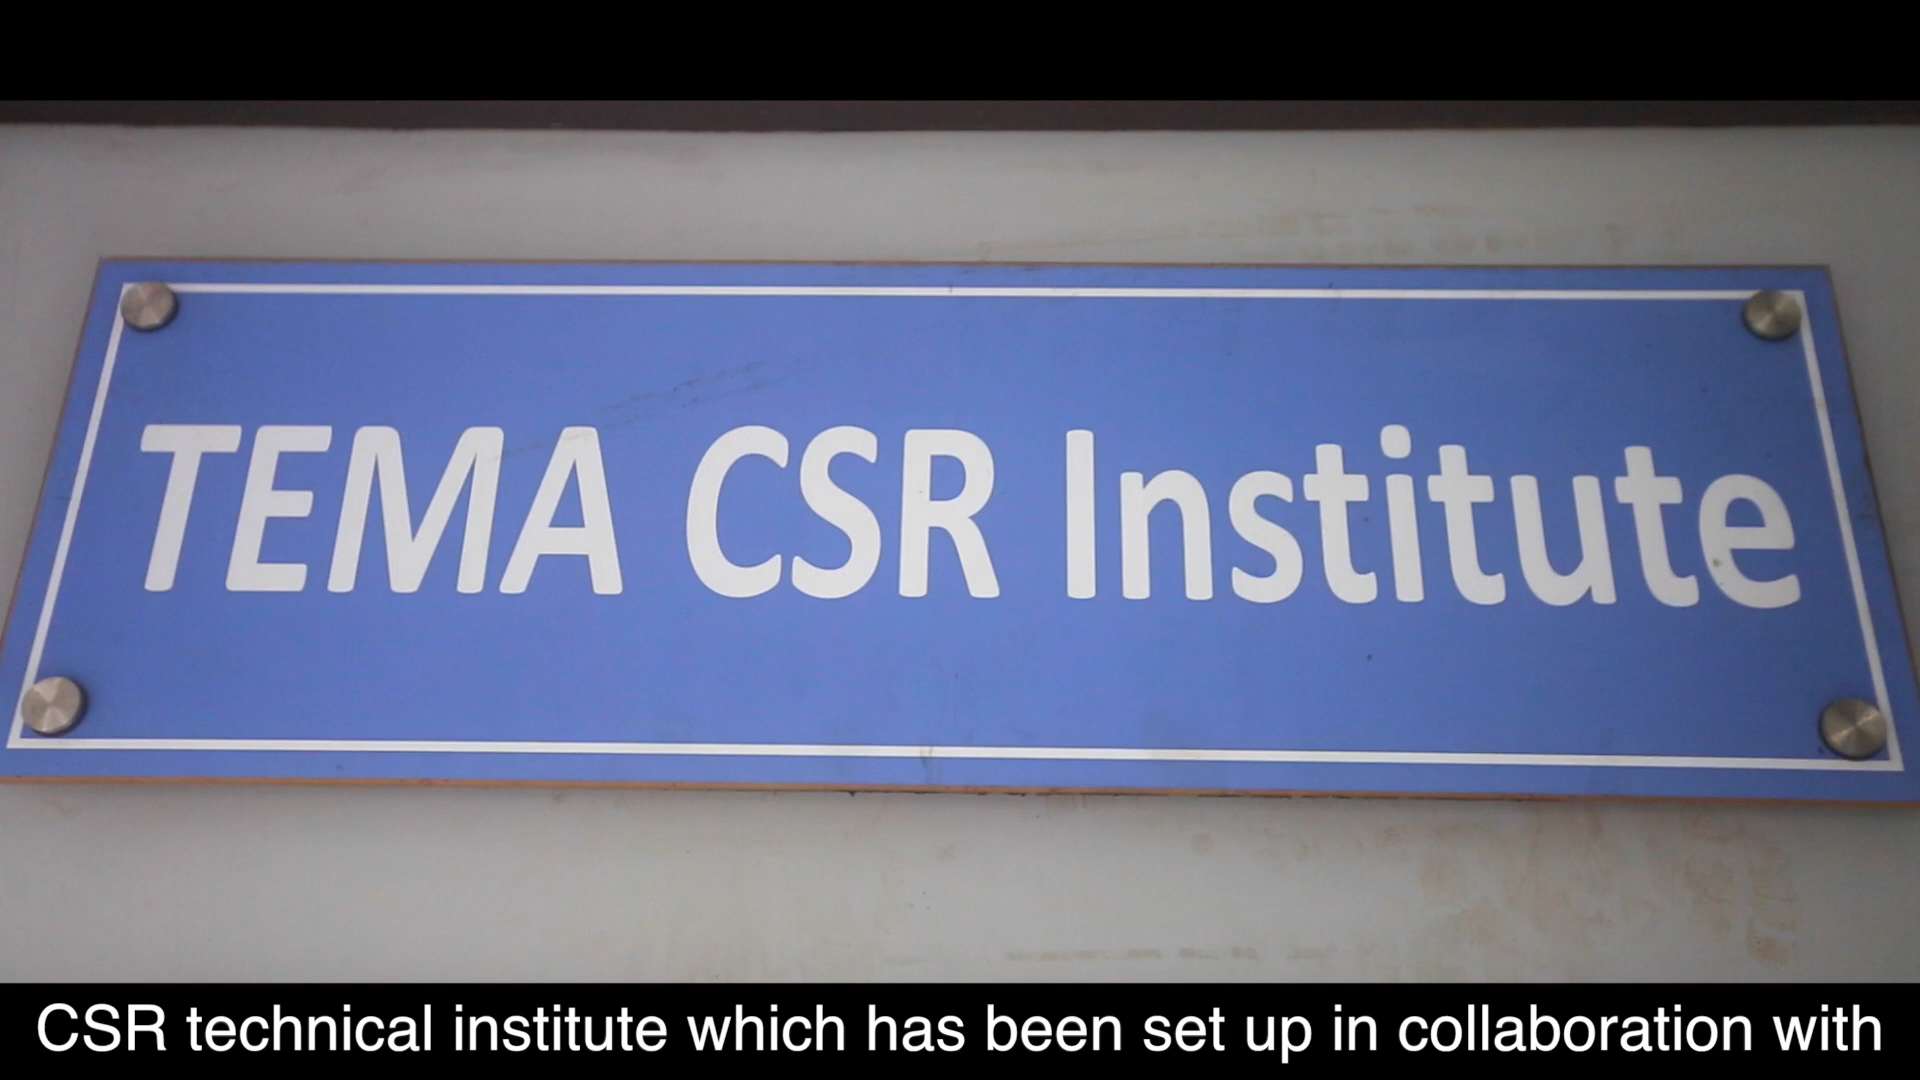 TEMA CSR Institute
CSR technical institute which has been set up in collaboration with